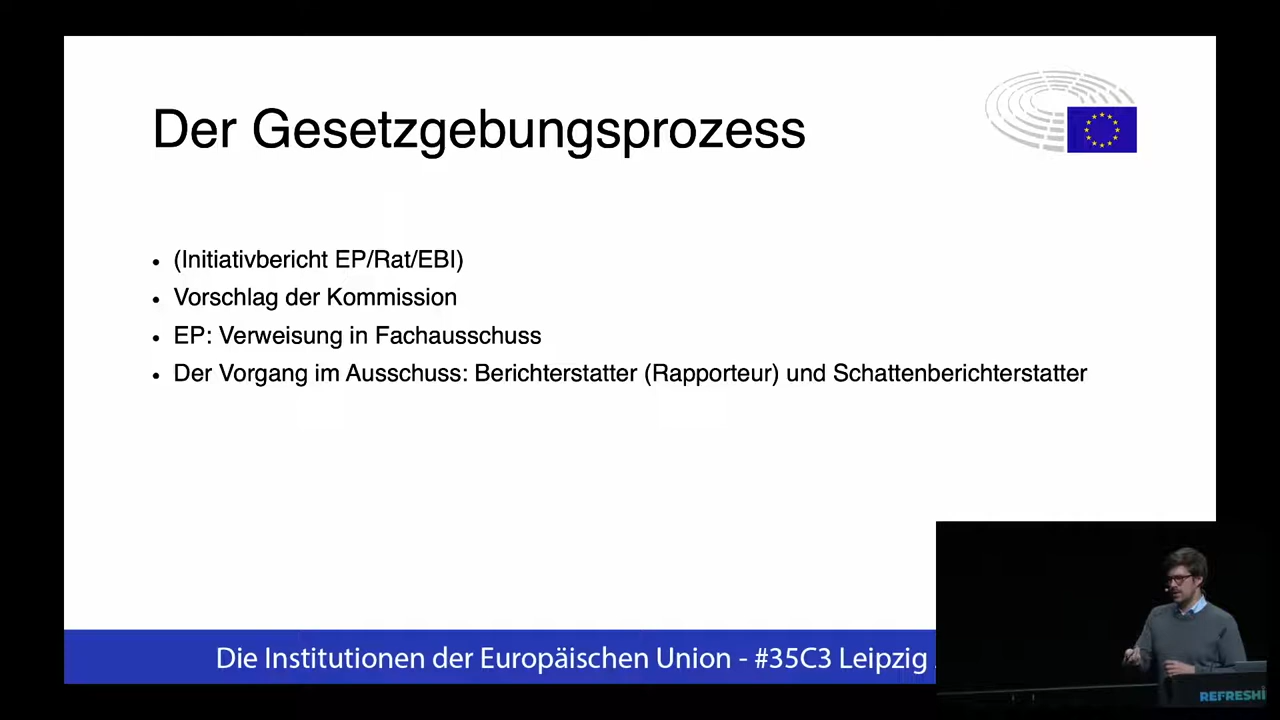 Der Gesetzgebungsprozess
• (Initiativbericht EP/Rat/EBI)
• Vorschlag der Kommission
• EP: Verweisung in Fachausschuss
• Der Vorgang im Ausschuss: Berichterstatter (Rapporteur) und Schattenberichterstatter
Die Institutionen der Europäischen Union - #35C3 Leipzig
REFRESHI